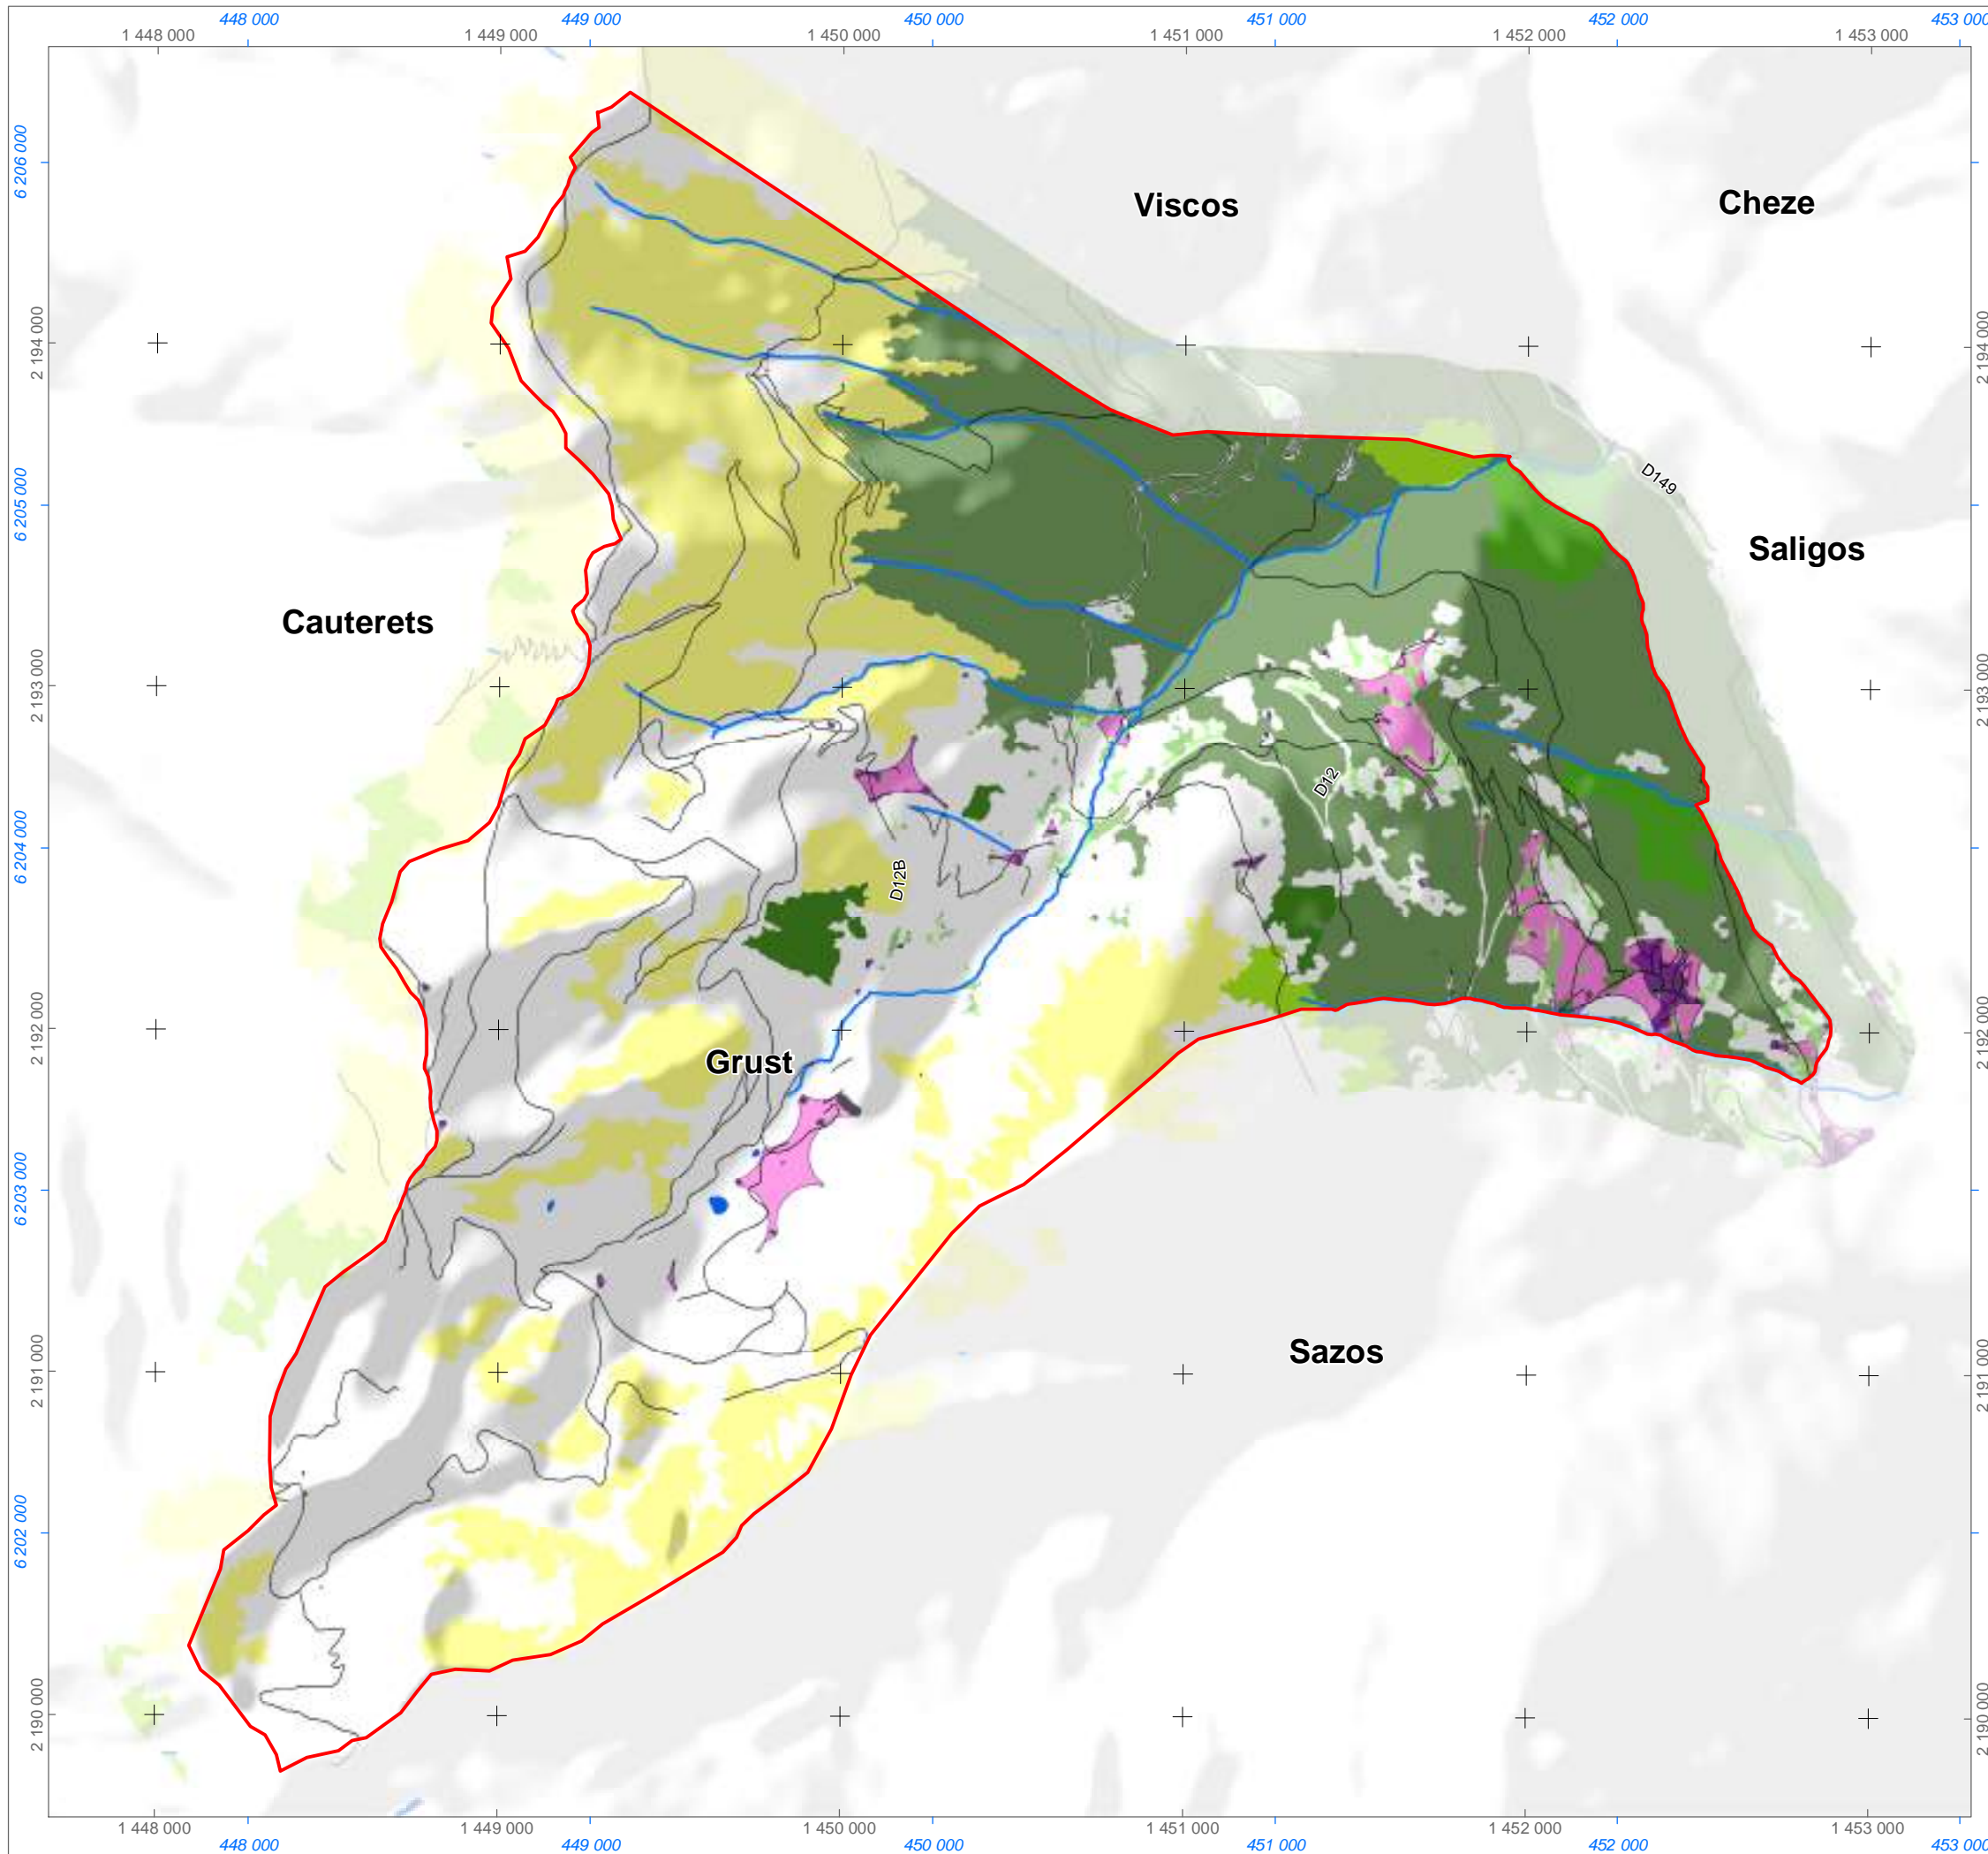 448 000 449 000 450 000 451 000 452 000 453 000
1 448 000 1 449 000 1 450 000 1 451 000 1 452 000 1 453 000
6 206 000
Viscos
Cheze
2 194 000
2 194 000
D149
6 205 000
Saligos
Cauterets
2 193 000
2 193 000
D12
6 204 000
D12B
2 192 000
2 192 000
Grust
6 203 000
Sazos
2 191 000
2 191 000
6 202 000
2 190 000
2 190 000
1 448 000 1 449 000 1 450 000 1 451 000 1 452 000 1 453 000
448 000 449 000 450 000 451 000 452 000 453 000